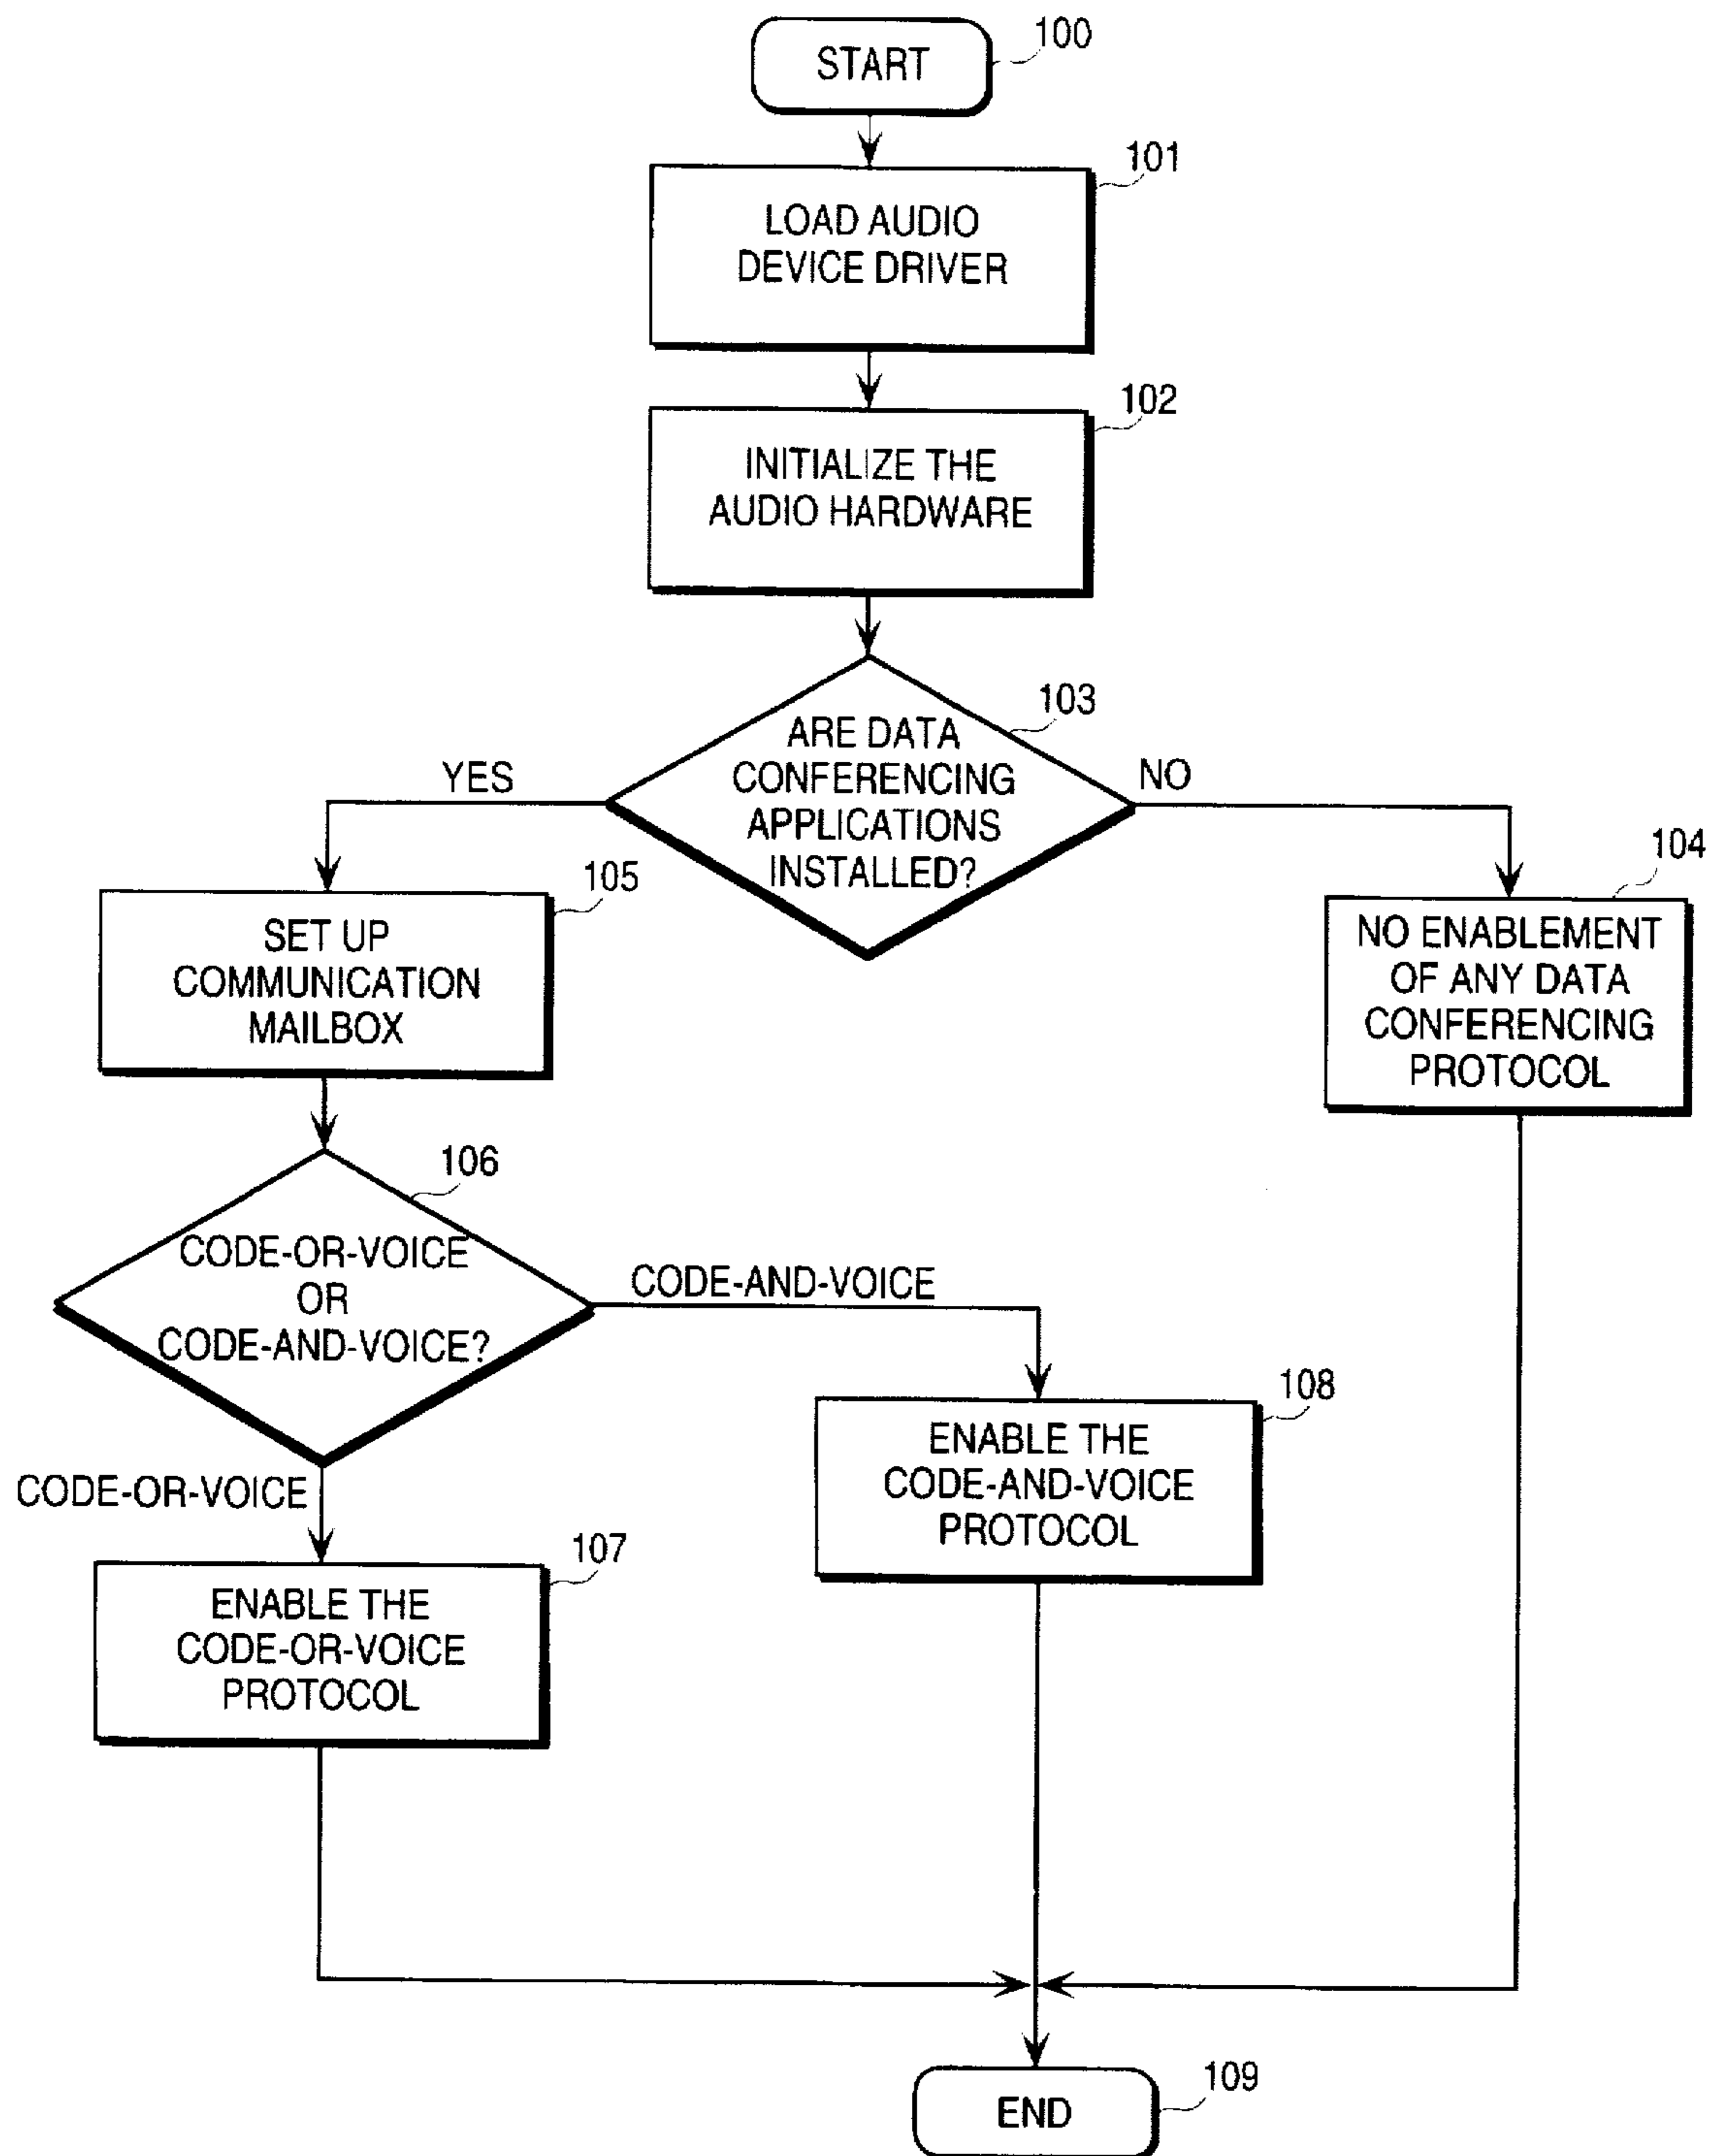 START
100
LOAD AUDIO
DEVICE DRIVER
101
INITIALIZE THE
AUDIO HARDWARE
102
ARE DATA
CONFERENCING
APPLICATIONS
INSTALLED?
103
YES
NO
SET UP
COMMUNICATION
MAILBOX
105
NO ENABLEMENT
OF ANY DATA
CONFERENCING
PROTOCOL
104
CODE-OR-VOICE
OR
CODE-AND-VOICE?
106
CODE-AND-VOICE
CODE-OR-VOICE
ENABLE THE
CODE-AND-VOICE
PROTOCOL
108
ENABLE THE
CODE-OR-VOICE
PROTOCOL
107
END
109